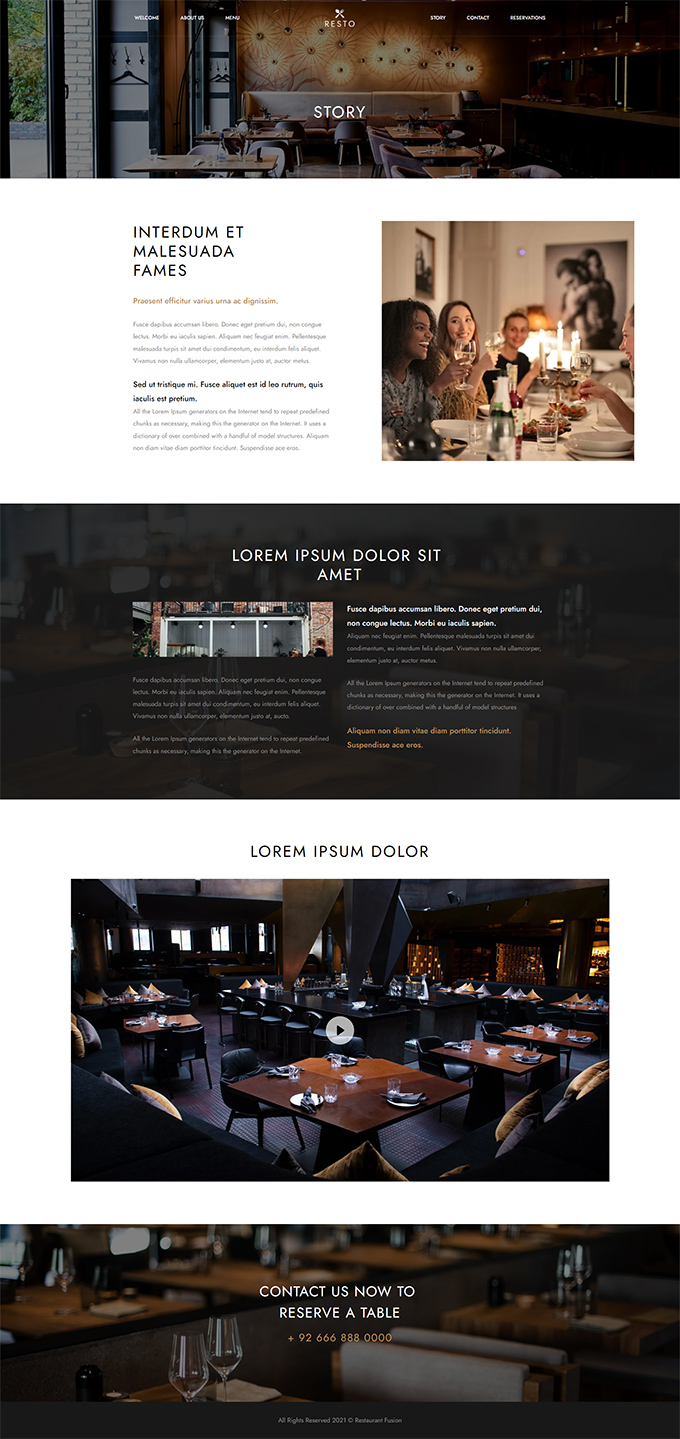 WELCOME ABOUT US MENU RESTO STORY CONTACT RESERVATIONS
STORY
INTERDUM ET
MALESUADA
FAMES
Praesent efficitur varius urna ac dignissim.
Fusce dapibus accumsan libero. Donec eget pretium dui, non congue
lectus. Morbi eu iaculis sapien. Aliquam nec feugiat enim. Pellentesque
malesuada turpis sit amet dui condimentum, eu interdum felis aliquet.
Vivamus non nulla ullamcorper, elementum justo at, auctor metus.
Sed ut tristique mi. Fusce aliquet est id leo rutrum, quis
iaculis est pretium.
All the Lorem Ipsum generators on the Internet tend to repeat predefined
chunks as necessary, making this the generator on the Internet. It uses a
dictionary of over combined with a handful of model structures. Aliquam
non diam vitae diam porttitor tincidunt. Suspendisse ace eros.
LOREM IPSUM DOLOR SIT
AMET
Fusce dapibus accumsan libero. Donec eget pretium dui, non congue
lectus. Morbi eu iaculis sapien. Aliquam nec feugiat enim. Pellentesque
malesuada turpis sit amet dui condimentum, eu interdum felis aliquet.
Vivamus non nulla ullamcorper, elementum justo at, aucto.
All the Lorem Ipsum generators on the Internet tend to repeat predefined
chunks as necessary, making this the generator on the Internet.
Fusce dapibus accumsan libero. Donec eget pretium dui,
non congue lectus. Morbi eu iaculis sapien.
Aliquam nec feugiat enim. Pellentesque malesuada turpis sit amet dui
condimentum, eu interdum felis aliquet. Vivamus non nulla ullamcorper,
elementum justo at, auctor metus.
All the Lorem Ipsum generators on the Internet tend to repeat predefined
chunks as necessary, making this the generator on the Internet. It uses a
dictionary of over combined with a handful of model structures
Aliquam non diam vitae diam porttitor tincidunt.
Suspendisse ace eros.
LOREM IPSUM DOLOR
CONTACT US NOW TO
RESERVE A TABLE
+ 92 666 888 0000
All Rights Reserved 2021 © Restaurant Fusion